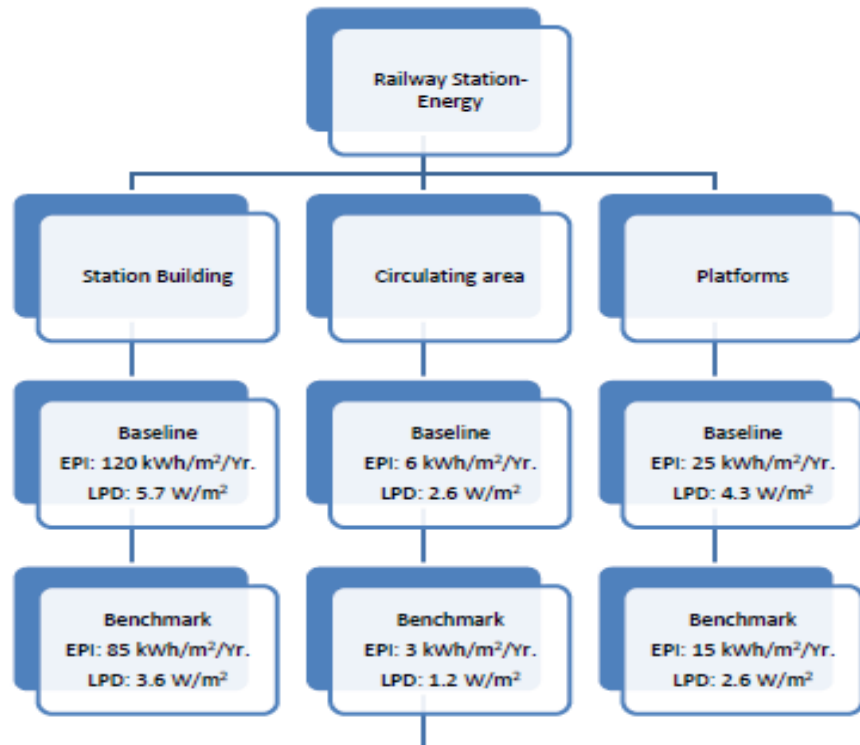 Railway Station-
Energy
Station Building
Circulating area
Platforms
Baseline
EPI: 120 kWh/m²/Yr.
LPD: 5.7 W/m²
Baseline
EPI: 6 kWh/m²/Yr.
LPD: 2.6 W/m²
Baseline
EPI: 25 kWh/m²/Yr.
LPD: 4.3 W/m²
Benchmark
EPI: 85 kWh/m²/Yr.
LPD: 3.6 W/m²
Benchmark
EPI: 3 kWh/m²/Yr.
LPD: 1.2 W/m²
Benchmark
EPI: 15 kWh/m²/Yr.
LPD: 2.6 W/m²